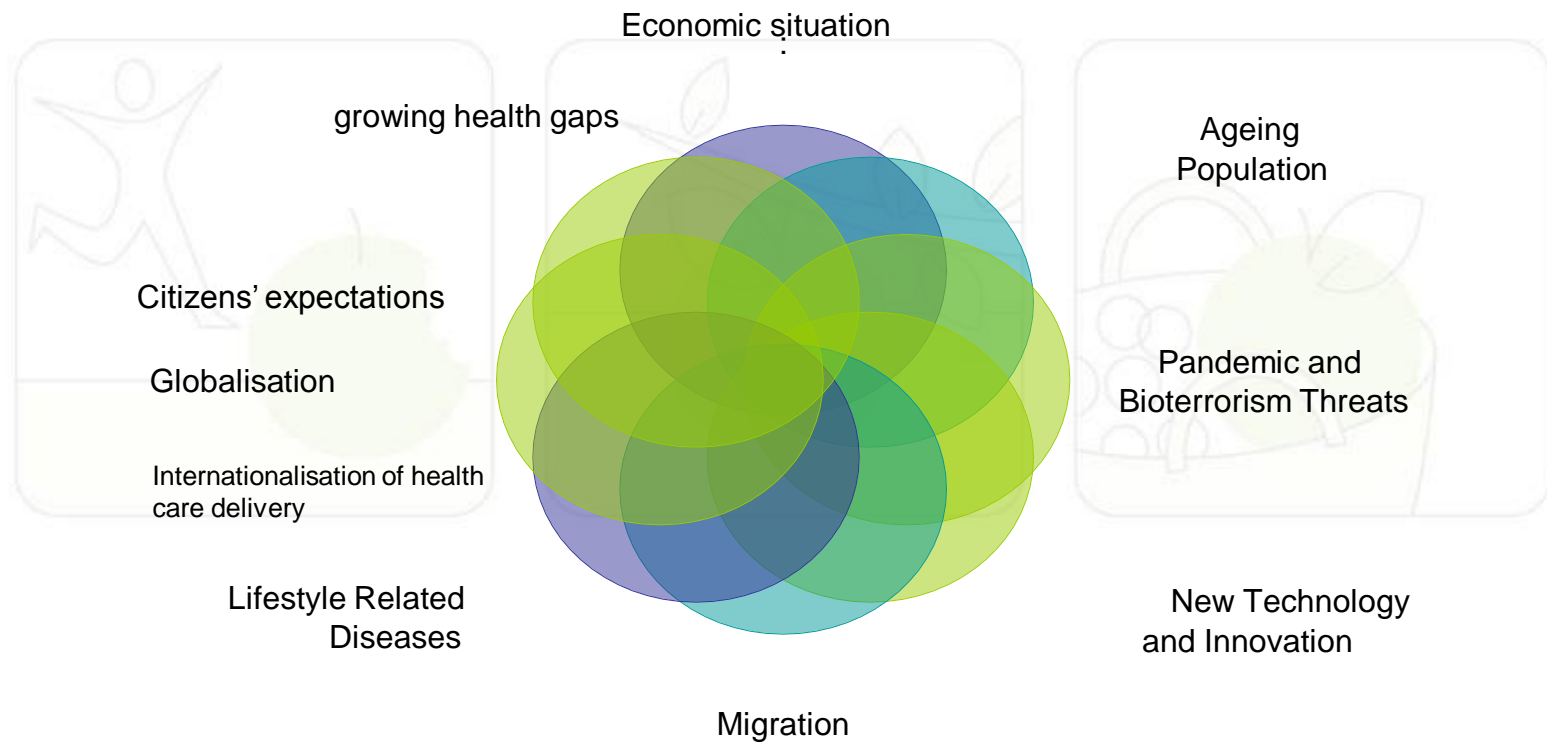 Economic situation
:
growing health gaps
Ageing
Population
Citizens’ expectations
Pandemic and
Bioterrorism Threats
Globalisation
Internationalisation of health
care delivery
Lifestyle Related
Diseases
New Technology
and Innovation
Migration